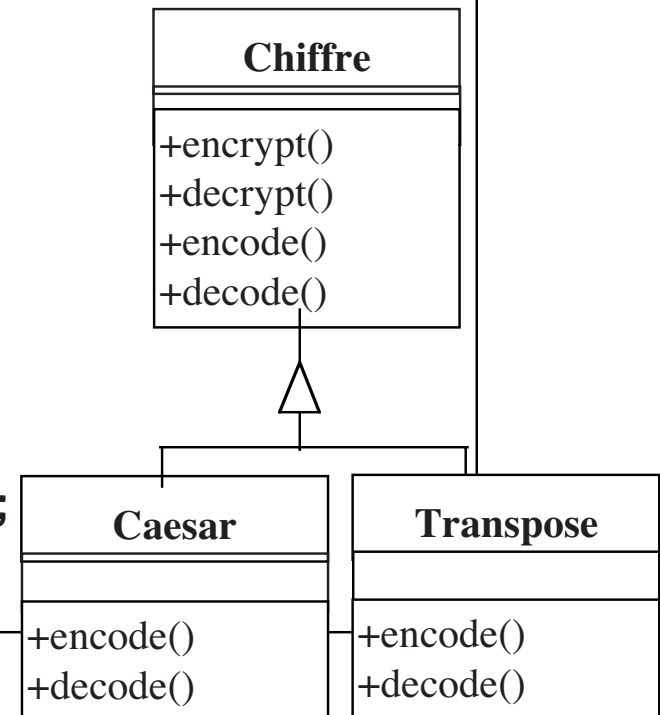 Chiffre
+encrypt()
+decrypt()
+encode()
+decode()
;
Caesar
+encode()
+decode()
Transpose
+encode()
+decode()